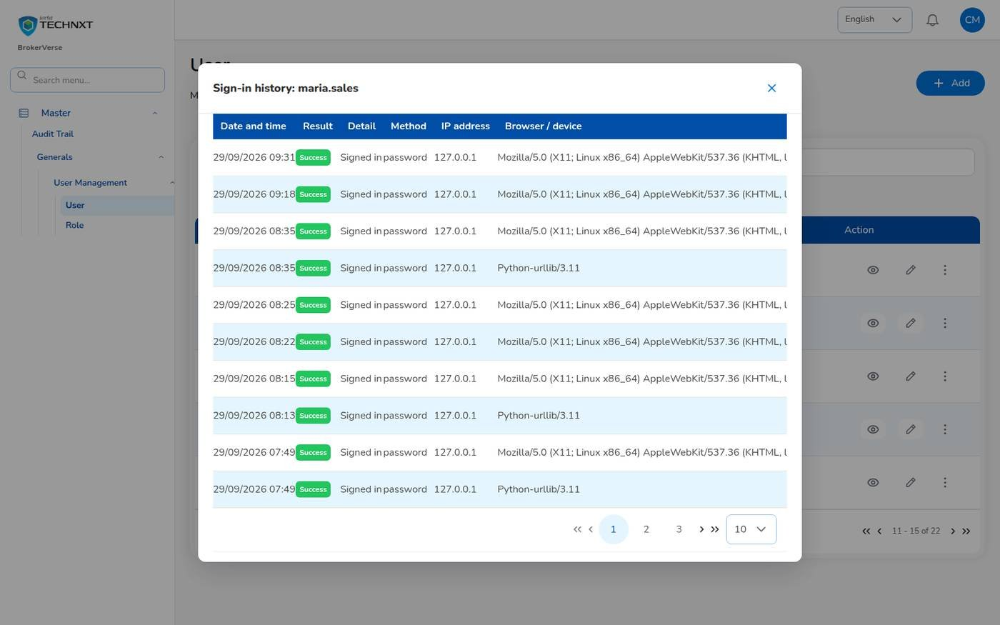 TECHNXT
BrokerVerse
English
CM
Search menu...
Add
Master
Audit Trail
Generals
User Management
User
Role
Sign-in history: maria.sales
Date and time Result Detail Method IP address Browser / device
29/09/2026 09:31 Success Signed in password 127.0.0.1 Mozilla/5.0 (X11; Linux x86_64) AppleWebKit/537.36 (KHTML, l
29/09/2026 09:18 Success Signed in password 127.0.0.1 Mozilla/5.0 (X11; Linux x86_64) AppleWebKit/537.36 (KHTML, l
29/09/2026 08:35 Success Signed in password 127.0.0.1 Mozilla/5.0 (X11; Linux x86_64) AppleWebKit/537.36 (KHTML, l
29/09/2026 08:35 Success Signed in password 127.0.0.1 Python-urllib/3.11
29/09/2026 08:25 Success Signed in password 127.0.0.1 Mozilla/5.0 (X11; Linux x86_64) AppleWebKit/537.36 (KHTML, l
29/09/2026 08:22 Success Signed in password 127.0.0.1 Mozilla/5.0 (X11; Linux x86_64) AppleWebKit/537.36 (KHTML, l
29/09/2026 08:15 Success Signed in password 127.0.0.1 Mozilla/5.0 (X11; Linux x86_64) AppleWebKit/537.36 (KHTML, l
29/09/2026 08:13 Success Signed in password 127.0.0.1 Python-urllib/3.11
29/09/2026 07:49 Success Signed in password 127.0.0.1 Mozilla/5.0 (X11; Linux x86_64) AppleWebKit/537.36 (KHTML, l
29/09/2026 07:49 Success Signed in password 127.0.0.1 Python-urllib/3.11
1 2 3 10
Action
11 - 15 of 22